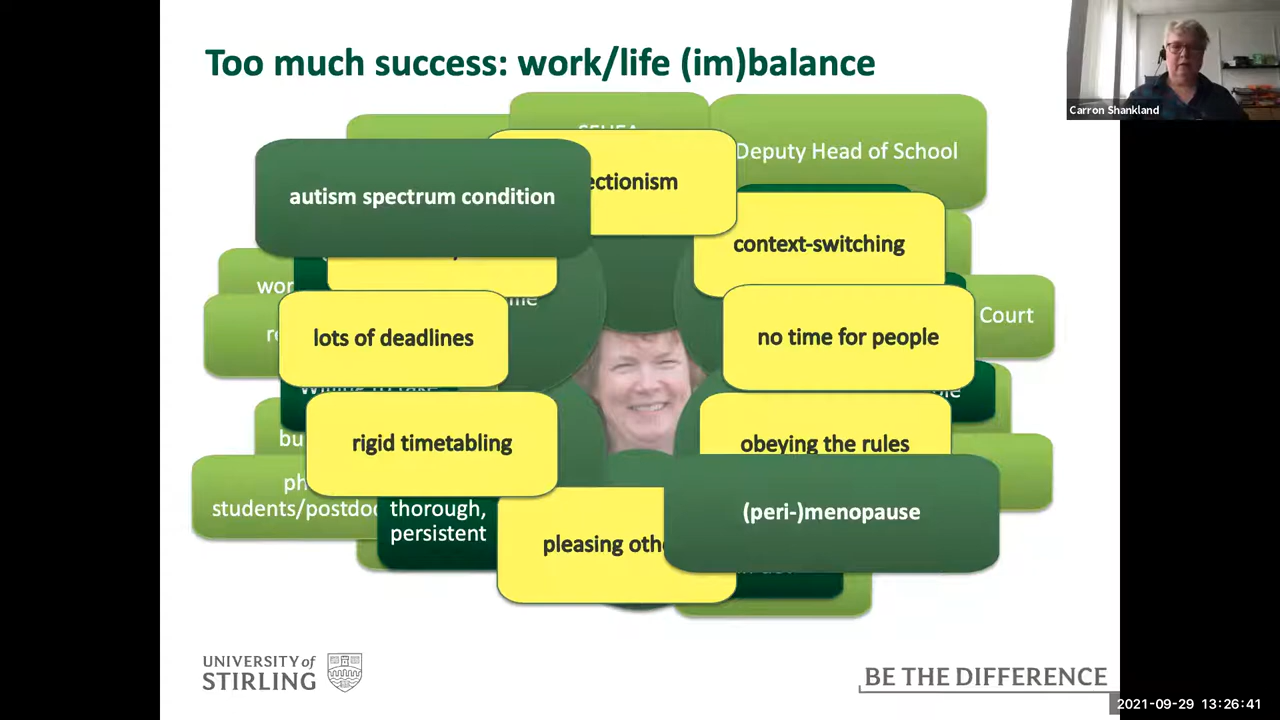 Too much success: work/life (im)balance
Carron Shankland
Deputy Head of School
autism spectrum condition
context-switching
Court
lots of deadlines
no time for people
rigid timetabling
obeying the rules
students/postdoc
thorough,
persistent
(peri-)menopause
pleasing
UNIVERSITY of
STIRLING
BE THE DIFFERENCE
2021-09-29 13:26:41